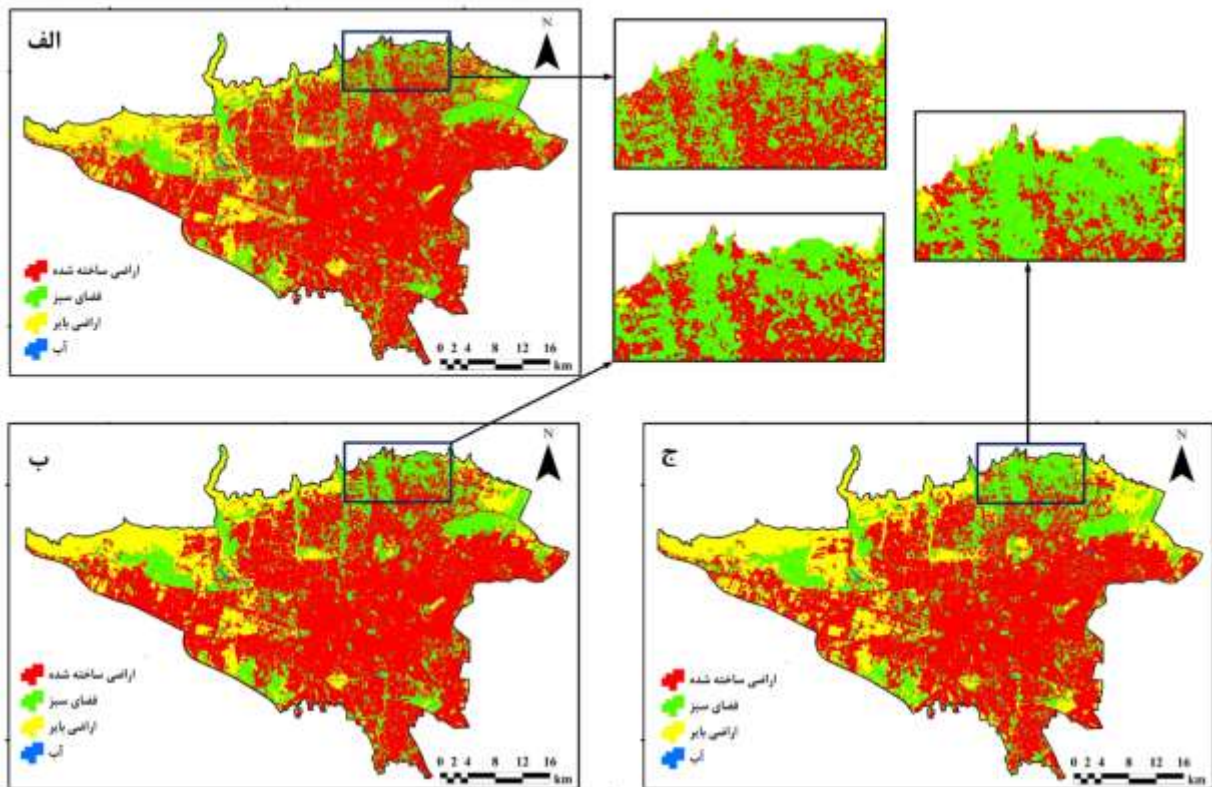 الف
N
اراضی ساخته شده
فضای سبز
اراضی بایر
آب
0 2 4 8 12 16
km
ب
N
اراضی ساخته شده
فضای سبز
اراضی بایر
آب
0 2 4 8 12 16
km
ج
N
اراضی ساخته شده
فضای سبز
اراضی بایر
آب
0 2 4 8 12 16
km